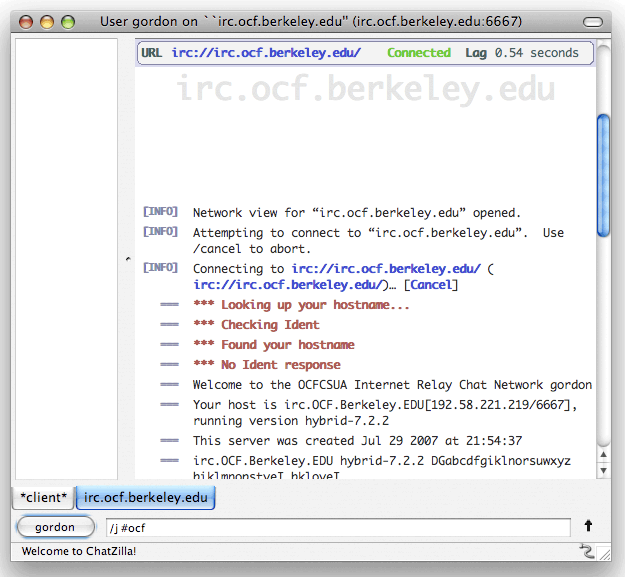 User gordon on ``irc.ocf.berkeley.edu'' (irc.ocf.berkeley.edu:6667)
URL irc://irc.ocf.berkeley.edu/ Connected Lag 0.54 seconds
irc.ocf.berkeley.edu
[INFO] Network view for “irc.ocf.berkeley.edu” opened.
[INFO] Attempting to connect to “irc.ocf.berkeley.edu”. Use
/cancel to abort.
[INFO] Connecting to irc://irc.ocf.berkeley.edu/ (
irc://irc.ocf.berkeley.edu/)… [Cancel]
=== *** Looking up your hostname...
=== *** Checking Ident
=== *** Found your hostname
=== *** No Ident response
=== Welcome to the OCFCSUA Internet Relay Chat Network gordon
=== Your host is irc.OCF.Berkeley.EDU[192.58.221.219/6667],
running version hybrid-7.2.2
=== This server was created Jul 29 2007 at 21:54:37
=== irc.OCF.Berkeley.EDU hybrid-7.2.2 DGabcdfgiklnorsuwxyz
*client* irc.ocf.berkeley.edu
gordon /j #ocf
Welcome to ChatZilla!